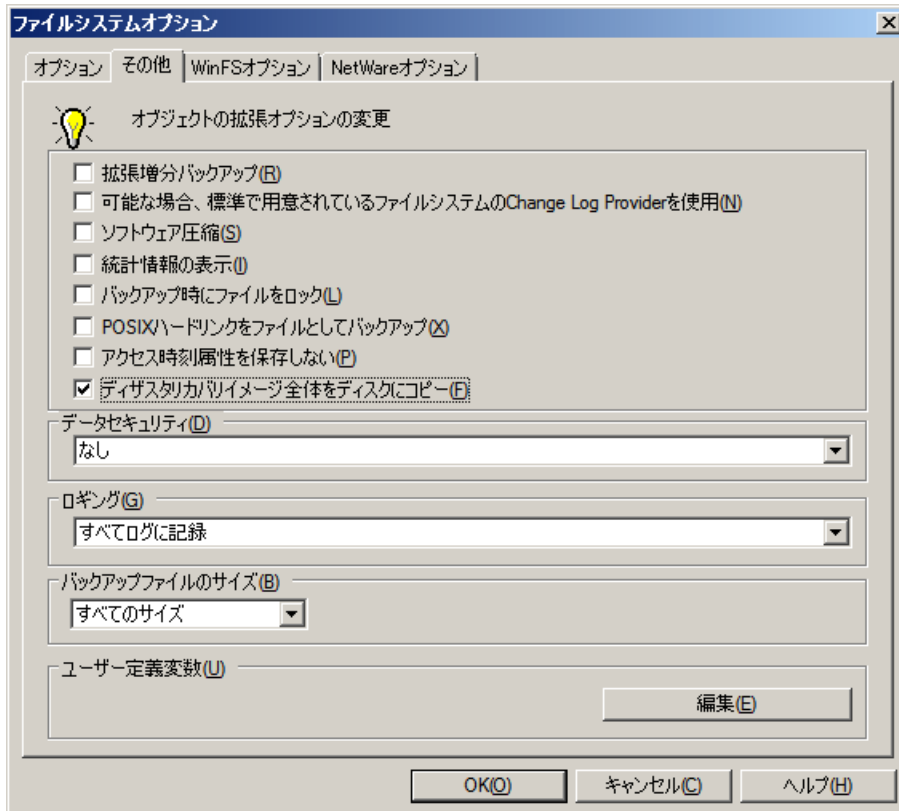 ファイルシステムオプション
オプション その他 WinFSオプション NetWareオプション
オブジェクトの拡張オプションの変更
拡張増分バックアップ(R)
可能な場合、標準で用意されているファイルシステムのChange Log Providerを使用(N)
ソフトウェア圧縮(S)
統計情報の表示(I)
バックアップ時にファイルをロック(L)
POSIXハードリンクをファイルとしてバックアップ(X)
アクセス時刻属性を保存しない(P)
ディザスタリカバリイメージ全体をディスクにコピー(F)
データセキュリティ(D)
なし
ロギング(G)
すべてログに記録
バックアップファイルのサイズ(B)
すべてのサイズ
ユーザー定義変数(U)
編集(E)
OK(O) キャンセル(C) ヘルプ(H)